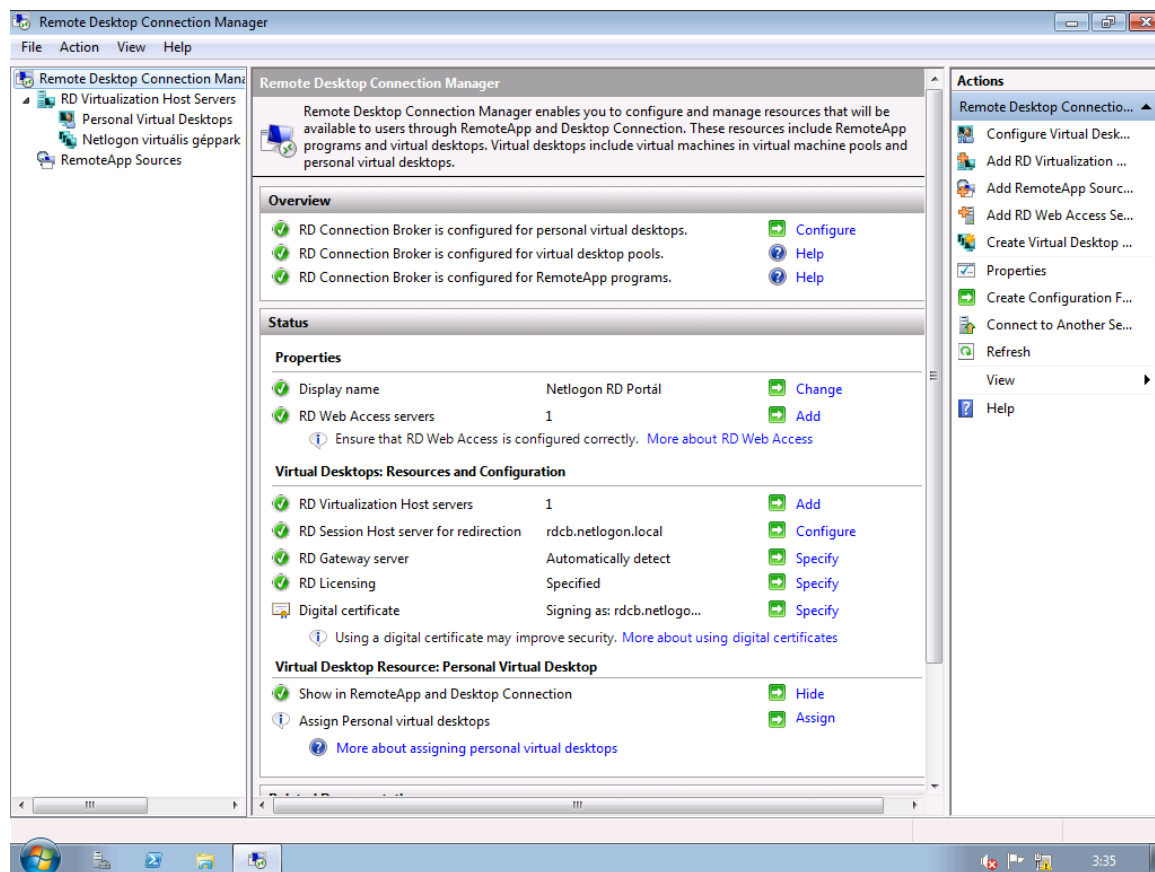 Remote Desktop Connection Manager
File Action View Help
Remote Desktop Connection Mana
RD Virtualization Host Servers
Personal Virtual Desktops
Netlogon virtuális géppark
RemoteApp Sources
Remote Desktop Connection Manager
Remote Desktop Connection Manager enables you to configure and manage resources that will be
available to users through RemoteApp and Desktop Connection. These resources include RemoteApp
programs and virtual desktops. Virtual desktops include virtual machines in virtual machine pools and
personal virtual desktops.
Overview
RD Connection Broker is configured for personal virtual desktops. Configure
RD Connection Broker is configured for virtual desktop pools. Help
RD Connection Broker is configured for RemoteApp programs. Help
Status
Properties
Display name Netlogon RD Portál Change
RD Web Access servers 1 Add
Ensure that RD Web Access is configured correctly. More about RD Web Access
Virtual Desktops: Resources and Configuration
RD Virtualization Host servers 1 Add
RD Session Host server for redirection rdcb.netlogon.local Configure
RD Gateway server Automatically detect Specify
RD Licensing Specified Specify
Digital certificate Signing as: rdcb.netlogo... Specify
Using a digital certificate may improve security. More about using digital certificates
Virtual Desktop Resource: Personal Virtual Desktop
Show in RemoteApp and Desktop Connection Hide
Assign Personal virtual desktops Assign
More about assigning personal virtual desktops
Actions
Remote Desktop Connectio...
Configure Virtual Desk...
Add RD Virtualization ...
Add RemoteApp Sourc...
Add RD Web Access Se...
Create Virtual Desktop ...
Properties
Create Configuration F...
Connect to Another Se...
Refresh
View
Help
3:35